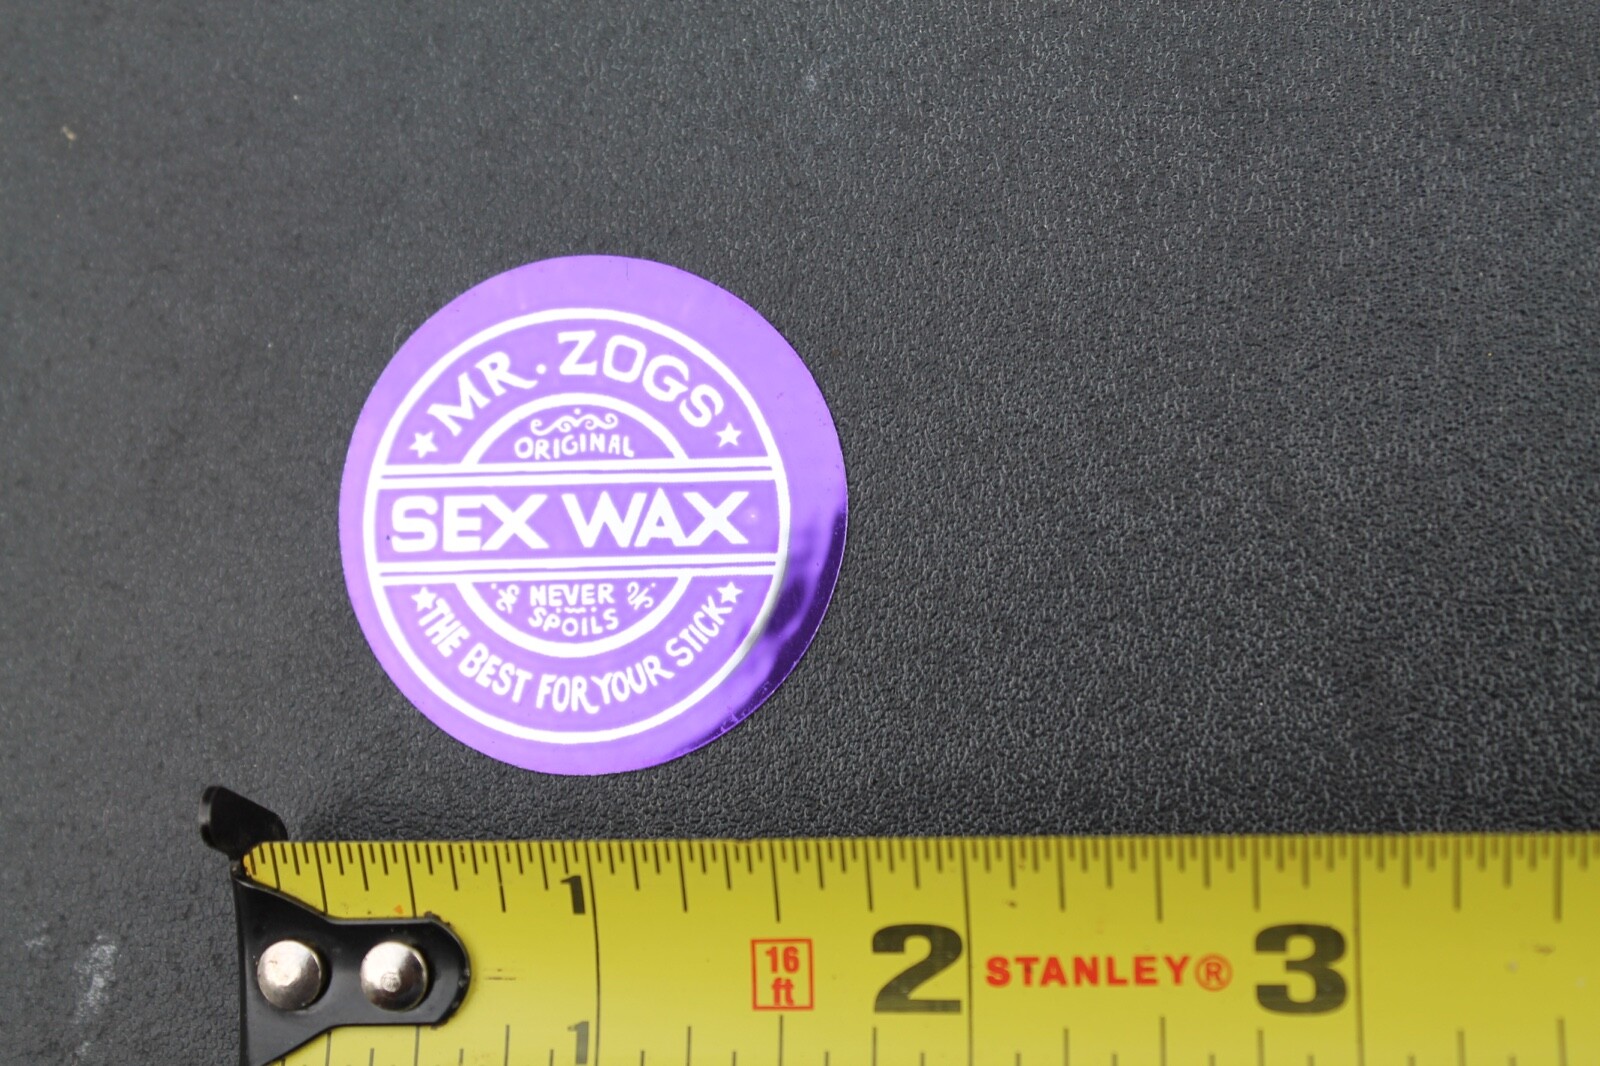 MR. ZOGS
ORIGINAL
SEX WAX
NEVER
SPOILS
THE BEST FOR YOUR STICK
1
16
ft
2
STANLEY®
3
1